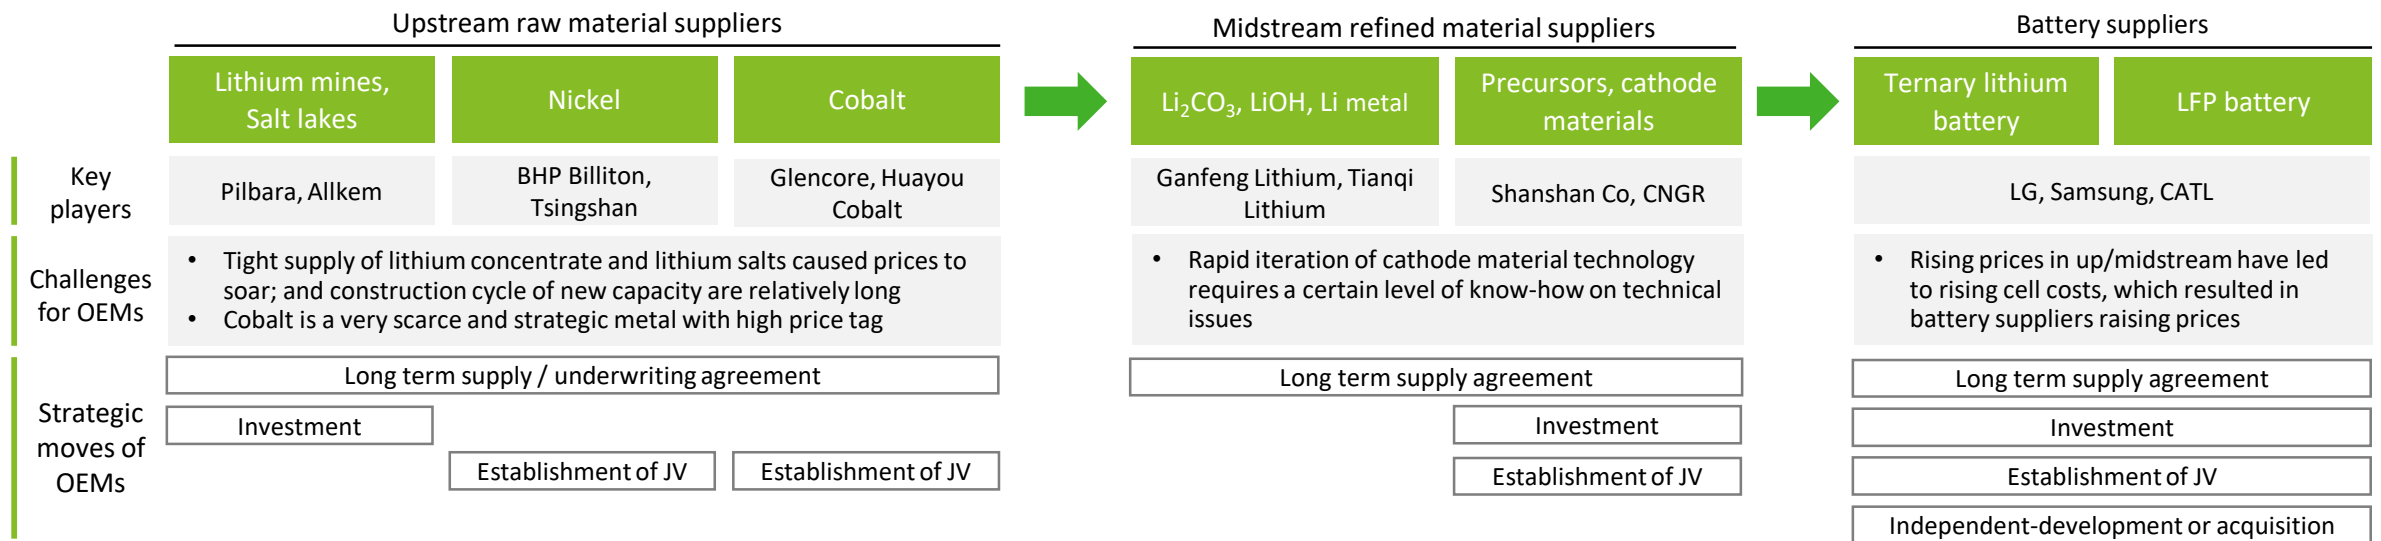 Upstream raw material suppliers
Midstream refined material suppliers
Battery suppliers
Lithium mines,
Salt lakes
Nickel
Cobalt
Li₂CO₃, LiOH, Li metal
Precursors, cathode
materials
Ternary lithium
battery
LFP battery
Key
players
Pilbara, Allkem
BHP Billiton,
Tsingshan
Glencore, Huayou
Cobalt
Ganfeng Lithium, Tianqi
Lithium
Shanshan Co, CNGR
LG, Samsung, CATL
Challenges
for OEMs
• Tight supply of lithium concentrate and lithium salts caused prices to
soar; and construction cycle of new capacity are relatively long
• Cobalt is a very scarce and strategic metal with high price tag
• Rapid iteration of cathode material technology
requires a certain level of know-how on technical
issues
• Rising prices in up/midstream have led
to rising cell costs, which resulted in
battery suppliers raising prices
Strategic
moves of
OEMs
Long term supply / underwriting agreement
Long term supply agreement
Long term supply agreement
Investment
Investment
Investment
Establishment of JV
Establishment of JV
Establishment of JV
Establishment of JV
Independent-development or acquisition